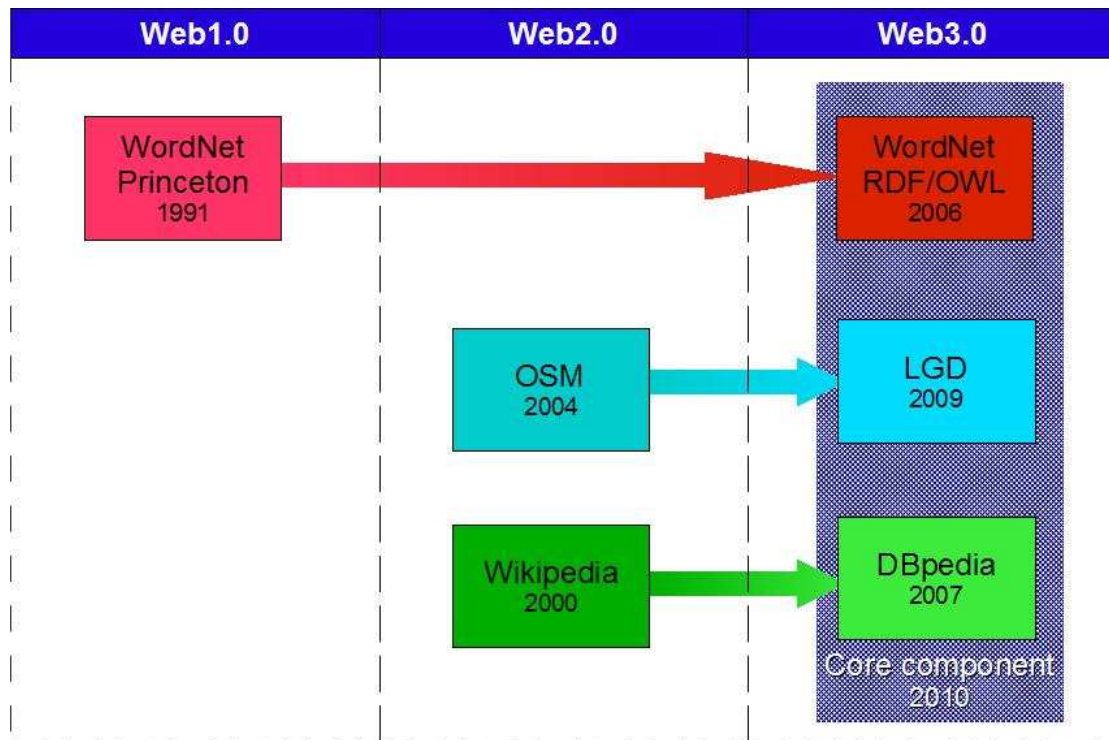 Web1.0
Web2.0
Web3.0
WordNet
Princeton
1991
WordNet
RDF/OWL
2006
OSM
2004
LGD
2009
Wikipedia
2000
DBpedia
2007
Core component
2010